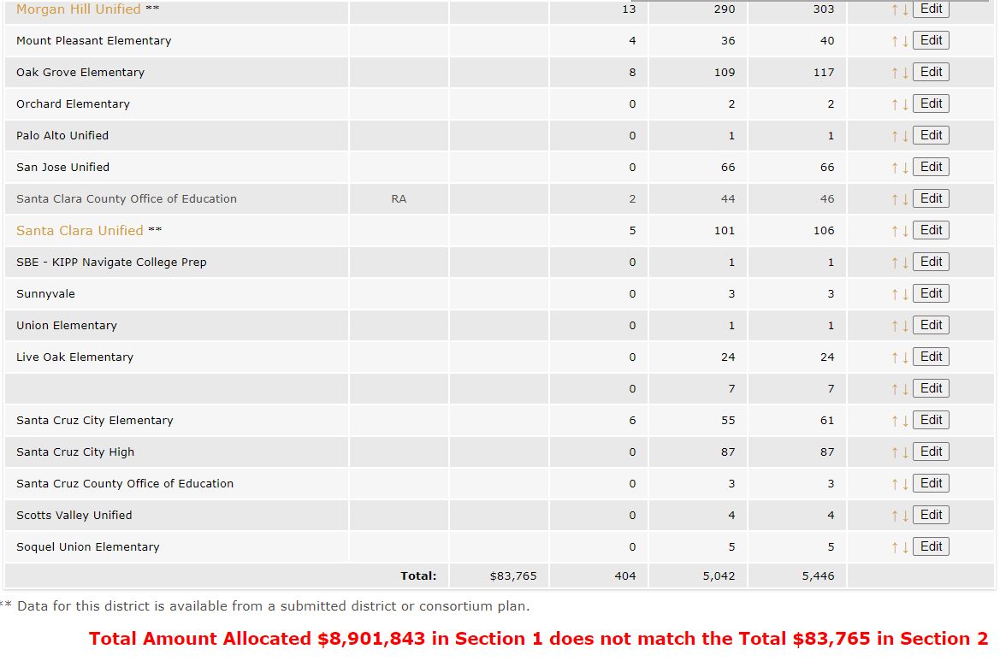 Morgan Hill Unified ** 13 290 303 ↑↓ Edit
Mount Pleasant Elementary 4 36 40 ↑↓ Edit
Oak Grove Elementary 8 109 117 ↑↓ Edit
Orchard Elementary 0 2 2 ↑↓ Edit
Palo Alto Unified 0 1 1 ↑↓ Edit
San Jose Unified 0 66 66 ↑↓ Edit
Santa Clara County Office of Education RA 2 44 46 ↑↓ Edit
Santa Clara Unified ** 5 101 106 ↑↓ Edit
SBE - KIPP Navigate College Prep 0 1 1 ↑↓ Edit
Sunnyvale 0 3 3 ↑↓ Edit
Union Elementary 0 1 1 ↑↓ Edit
Live Oak Elementary 0 24 24 ↑↓ Edit
0 7 7 ↑↓ Edit
Santa Cruz City Elementary 6 55 61 ↑↓ Edit
Santa Cruz City High 0 87 87 ↑↓ Edit
Santa Cruz County Office of Education 0 3 3 ↑↓ Edit
Scotts Valley Unified 0 4 4 ↑↓ Edit
Soquel Union Elementary 0 5 5 ↑↓ Edit
Total: $83,765 404 5,042 5,446
** Data for this district is available from a submitted district or consortium plan.
Total Amount Allocated $8,901,843 in Section 1 does not match the Total $83,765 in Section 2